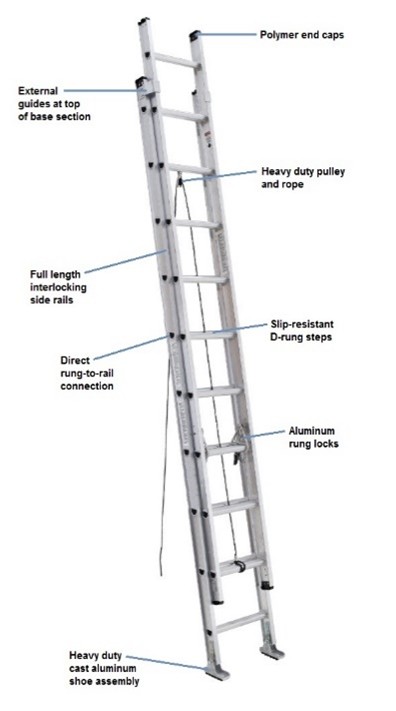 Polymer end caps
External
guides at top
of base section
Heavy duty pulley
and rope
Full length
interlocking
side rails
Slip-resistant
D-rung steps
Direct
rung-to-rail
connection
Aluminum
rung locks
Heavy duty
cast aluminum
shoe assembly